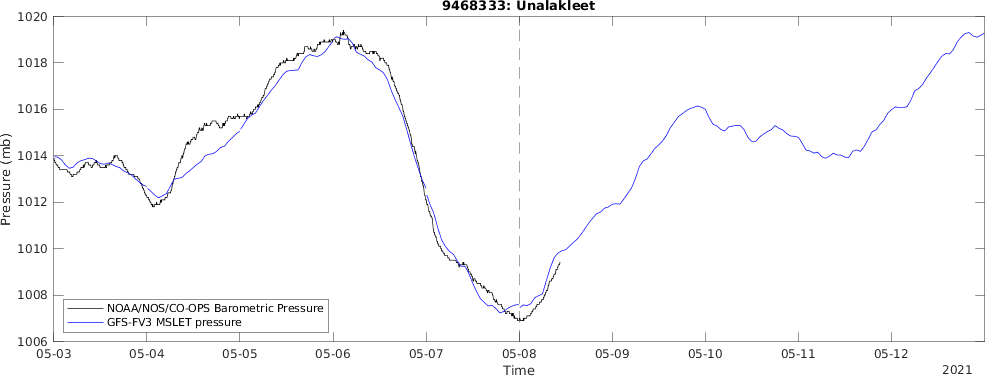 9468333: Unalakleet
Pressure (mb)
1020
1018
1016
1014
1012
1010
1008
1006
NOAA/NOS/CO-OPS Barometric Pressure
GFS-FV3 MSLET pressure
05-03 05-04 05-05 05-06 05-07 05-08 05-09 05-10 05-11 05-12
Time
2021